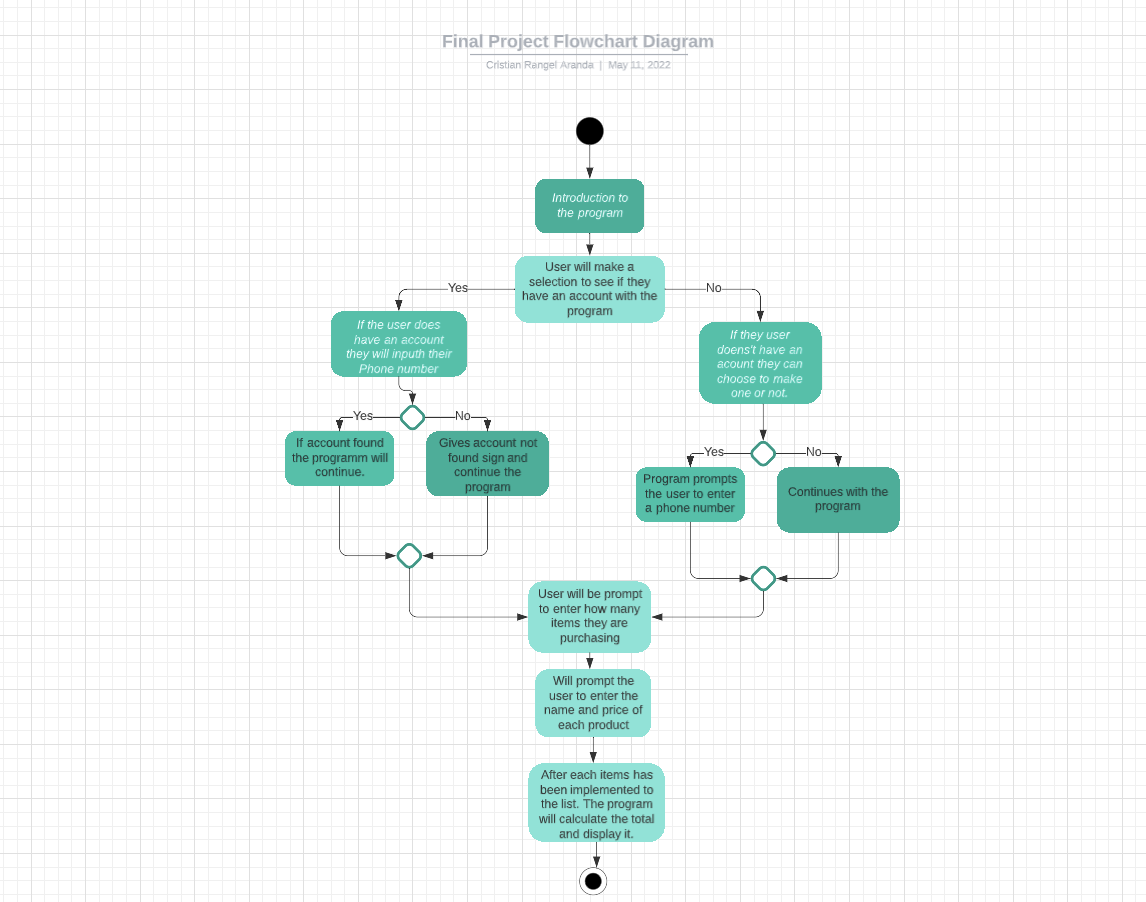 Final Project Flowchart Diagram
Cristian Rangel Aranda | May 11, 2022
Introduction to
the program
User will make a
selection to see if they
have an account with the
program
Yes
No
If the user does
have an account
they will inputh their
Phone number
If they user
doens't have an
acount they can
choose to make
one or not.
Yes
No
If account found
the programm will
continue.
Gives account not
found sign and
continue the
program
Yes
No
Program prompts
the user to enter
a phone number
Continues with the
program
User will be prompt
to enter how many
items they are
purchasing
Will prompt the
user to enter the
name and price of
each product
After each items has
been implemented to
the list. The program
will calculate the total
and display it.